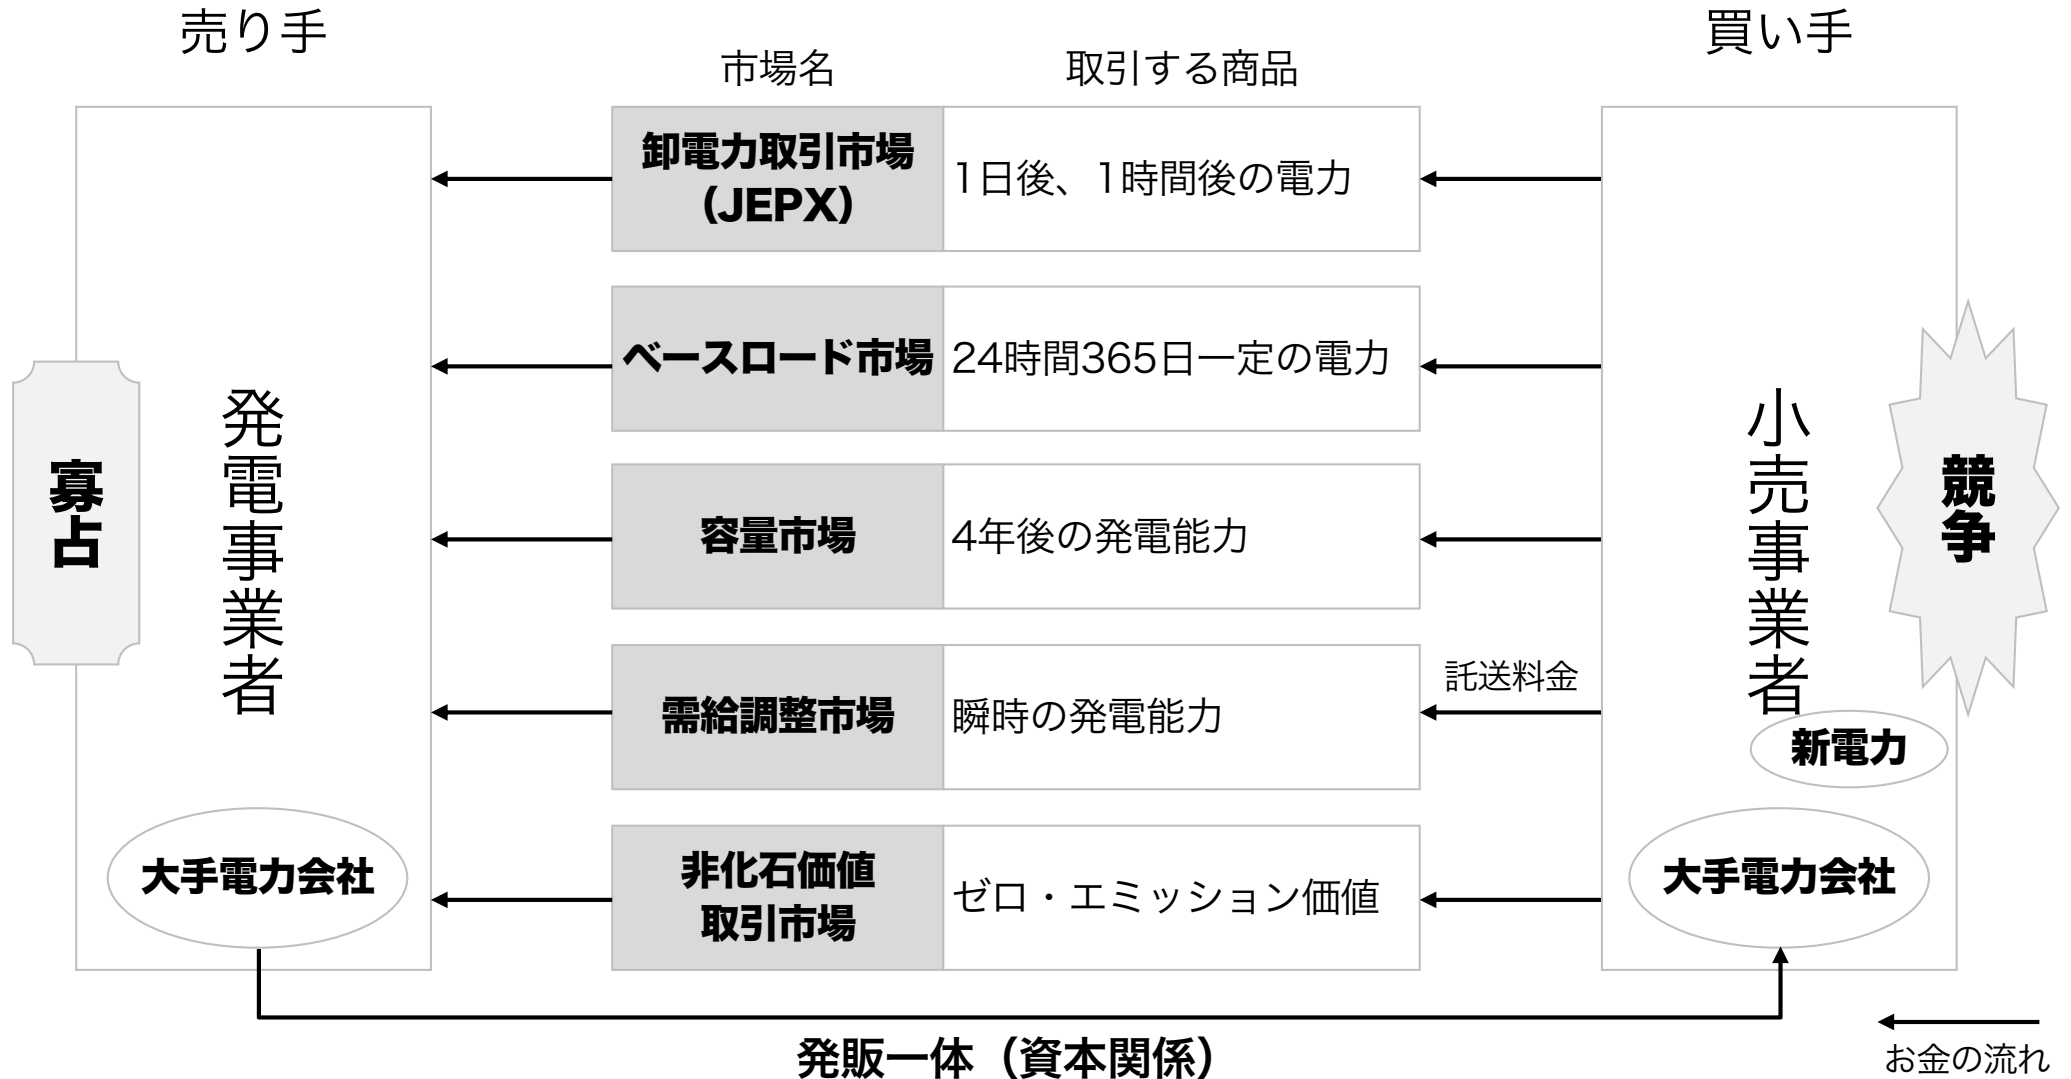 売り手
買い手
市場名
取引する商品
卸電力取引市場
（JEPX）
1日後、1時間後の電力
ベースロード市場
24時間365日一定の電力
容量市場
4年後の発電能力
需給調整市場
瞬時の発電能力
託送料金
非化石価値
取引市場
ゼロ・エミッション価値
寡占
発電事業者
大手電力会社
小売事業者
競争
新電力
大手電力会社
発販一体（資本関係）
お金の流れ